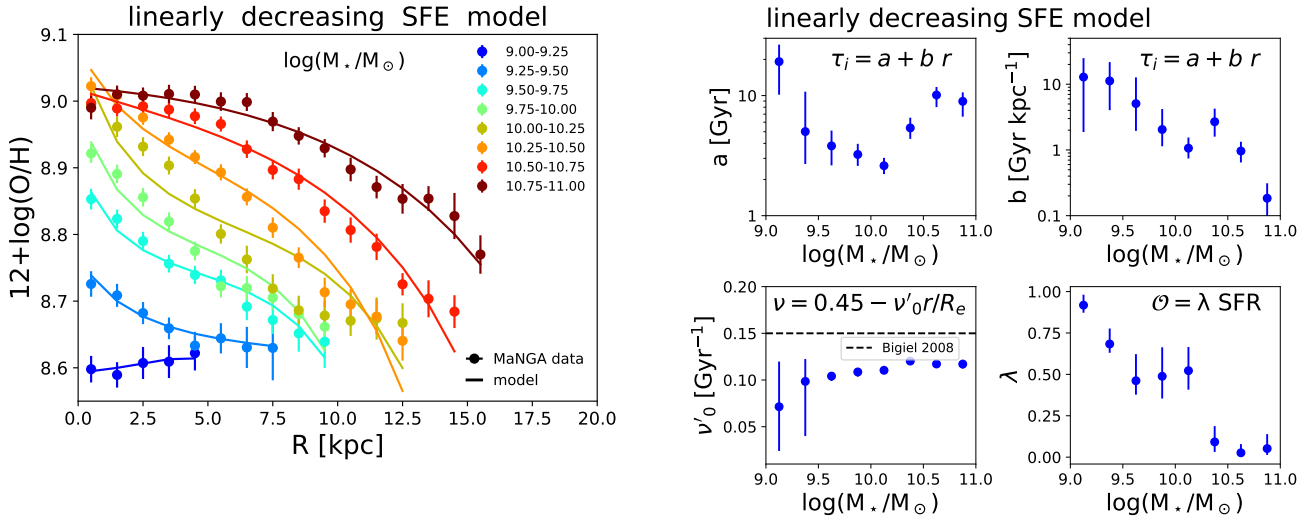 linearly decreasing SFE model
12+log(O/H)
9.1
9.0
8.9
8.8
8.7
8.6
log(M⋆/M⊙)
9.00-9.25
9.25-9.50
9.50-9.75
9.75-10.00
10.00-10.25
10.25-10.50
10.50-10.75
10.75-11.00
MaNGA data
model
0.0 2.5 5.0 7.5 10.0 12.5 15.0 17.5 20.0
R [kpc]
linearly decreasing SFE model
τᵢ = a + b r
a [Gyr]
10
1
9.0 9.5 10.0 10.5 11.0
log(M⋆/M⊙)
τᵢ = a + b r
b [Gyr kpc⁻¹]
10
1
0.1
9.0 9.5 10.0 10.5 11.0
log(M⋆/M⊙)
ν = 0.45 − ν'₀r/Rₑ
Bigiel 2008
ν'₀ [Gyr⁻¹]
0.20
0.15
0.10
0.05
9.0 9.5 10.0 10.5 11.0
log(M⋆/M⊙)
𝒪 = λ SFR
λ
1.00
0.75
0.50
0.25
0.00
9.0 9.5 10.0 10.5 11.0
log(M⋆/M⊙)